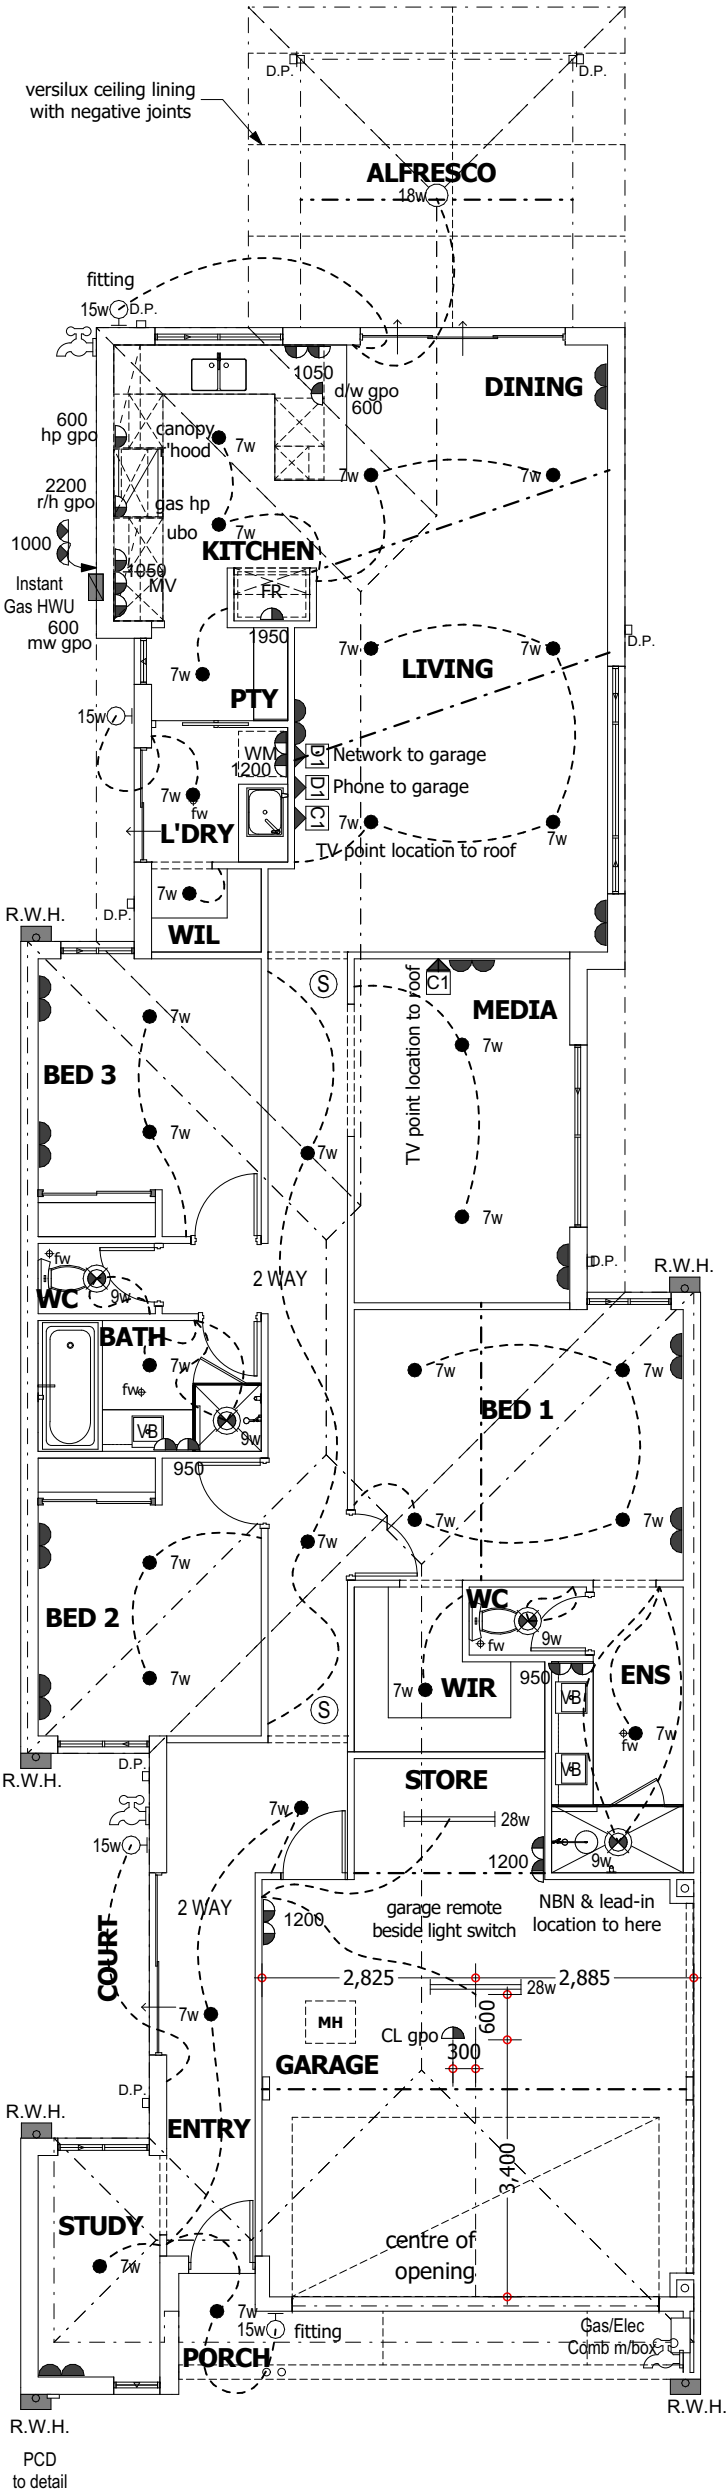 D.P.
D.P.
versilux ceiling lining
with negative joints
ALFRESCO
18w
fitting
15w
D.P.
1050
d/w gpo
600
DINING
600
hp gpo
canopy
r'hood
7w
7w
7w
2200
r/h gpo
gas hp
7w
ubo
1000
KITCHEN
1050
MV
Instant
Gas HWU
FR
600
mw gpo
1950
D.P.
7w
7w
LIVING
7w
PTY
15w
WM
1200
D1 Network to garage
7w
fw
D1 Phone to garage
L'DRY
C1
7w
7w
TV point location to roof
7w
R.W.H.
D.P.
WIL
S
C1
MEDIA
7w
TV point location to roof
7w
BED 3
7w
7w
7w
fw
2 WAY
D.P.
R.W.H.
WC
9w
BATH
7w
7w
7w
fw
BED 1
VB
9w
950
7w
7w
7w
7w
BED 2
WC
fw
9w
7w
7w
WIR
950
ENS
VB
S
7w
fw
R.W.H.
D.P.
VB
STORE
7w
28w
15w
1200
9w
2 WAY
1200
garage remote
beside light switch
NBN & lead-in
location to here
COURT
2,825
2,885
28w
7w
MH
CL gpo
600
300
GARAGE
D.P.
R.W.H.
ENTRY
3,400
STUDY
centre of
opening
7w
7w
15w
fitting
Gas/Elec
Comb m/box
PORCH
R.W.H.
R.W.H.
PCD
to detail